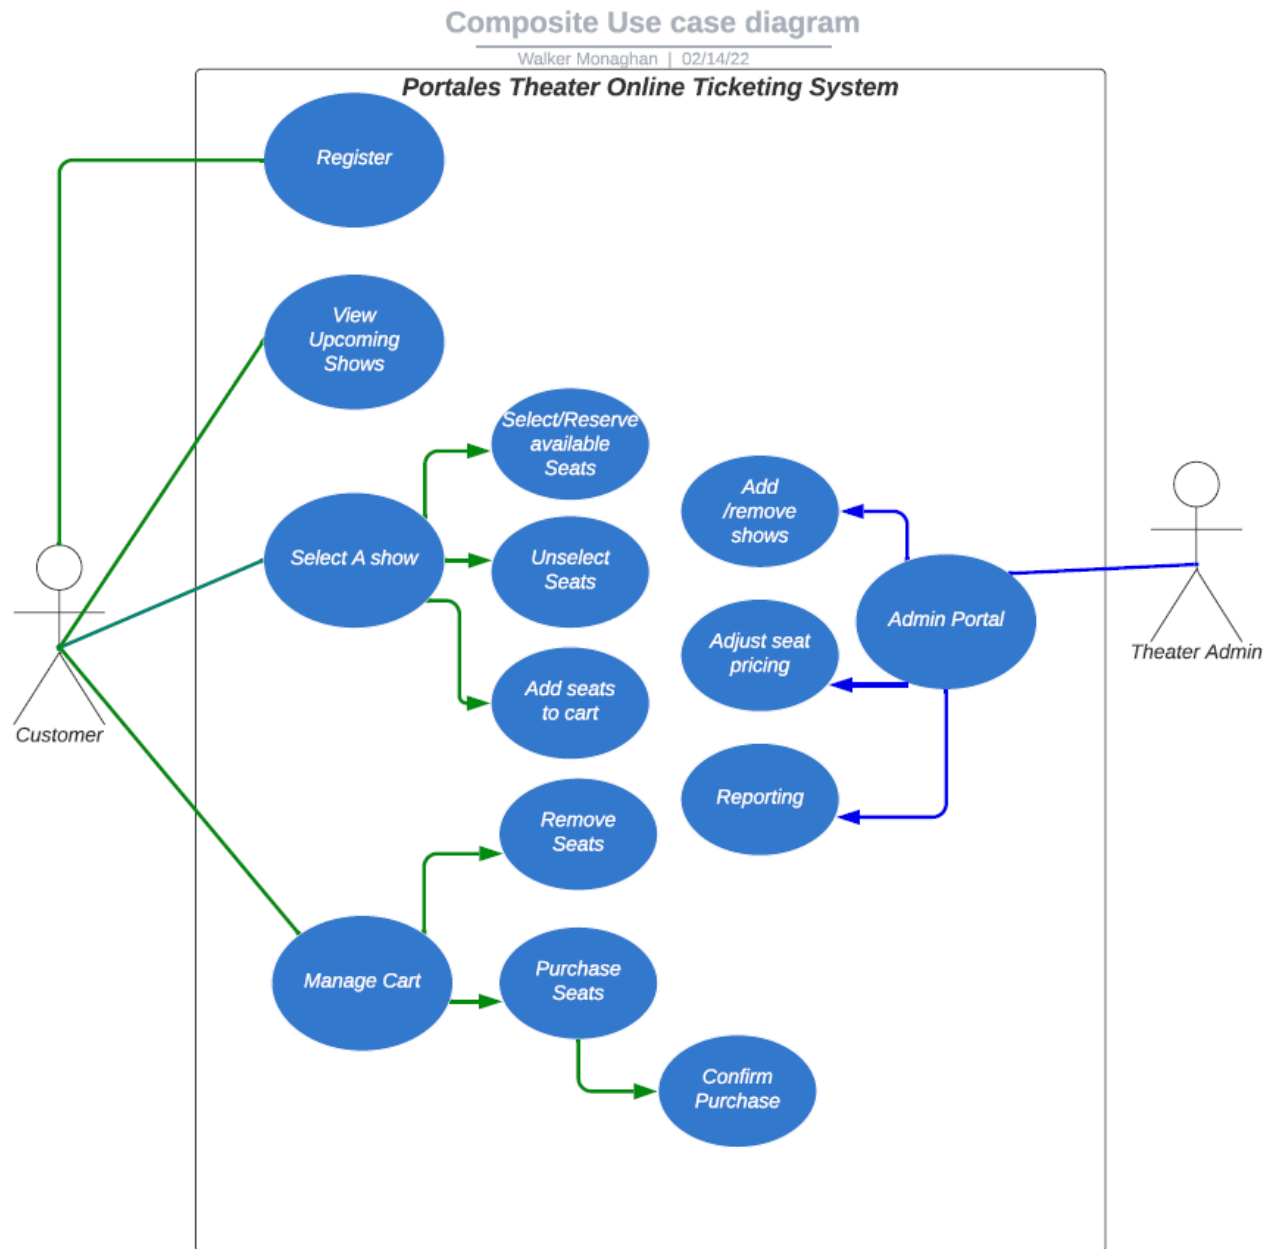 Composite Use case diagram
Walker Monaghan | 02/14/22
Portales Theater Online Ticketing System
Register
View
Upcoming
Shows
Select/Reserve
available
Seats
Select A show
Unselect
Seats
Add seats
to cart
Add
/remove
shows
Admin Portal
Adjust seat
pricing
Reporting
Theater Admin
Customer
Remove
Seats
Manage Cart
Purchase
Seats
Confirm
Purchase